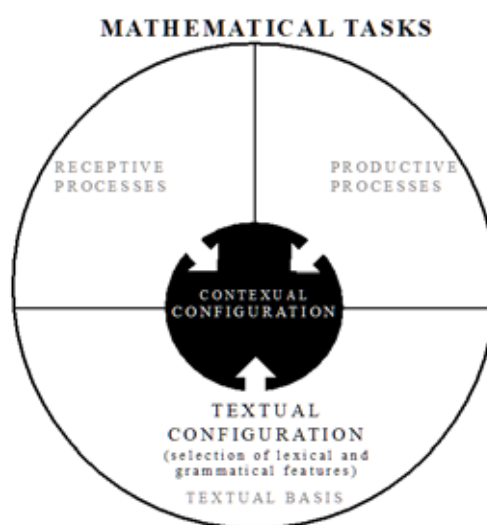 MATHEMATICAL TASKS
RECEPTIVE
PROCESSES
PRODUCTIVE
PROCESSES
CONTEXUAL
CONFIGURATION
TEXTUAL
CONFIGURATION
(selection of lexical and
grammatical features)
TEXTUAL BASIS